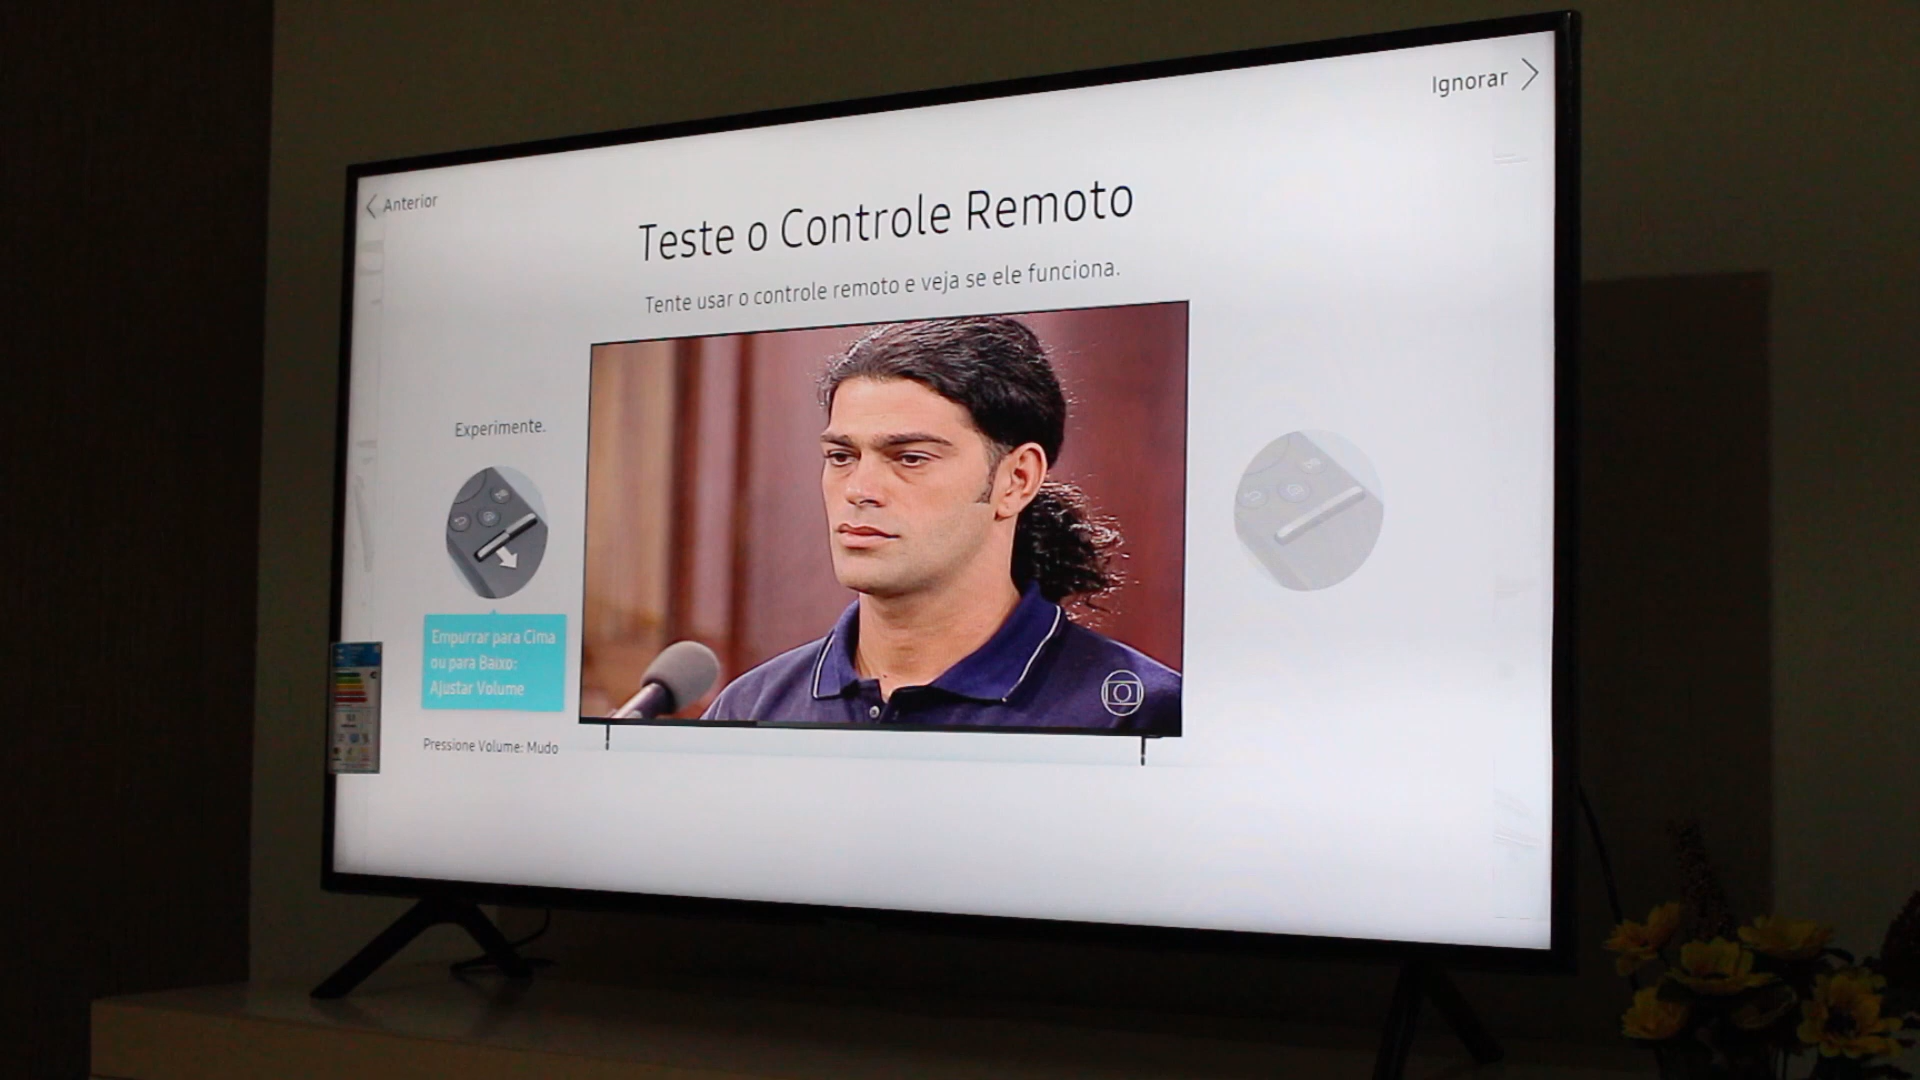 Ignorar
Anterior
Teste o Controle Remoto
Tente usar o controle remoto e veja se ele funciona.
Experimente.
Empurrar para Cima
ou para Baixo:
Ajustar Volume
Pressione Volume: Mudo